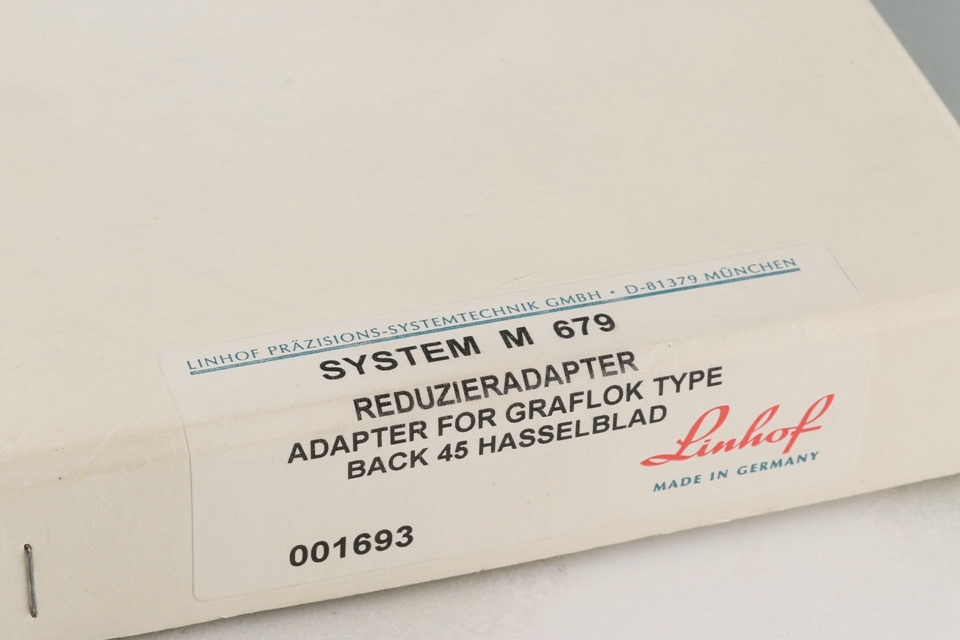 LINHOF PRÄZISIONS-SYSTEMTECHNIK GMBH • D-81379 MÜNCHEN
SYSTEM M 679
REDUZIERADAPTER
ADAPTER FOR GRAFLOK TYPE
BACK 45 HASSELBLAD
Linhof
MADE IN GERMANY
001693